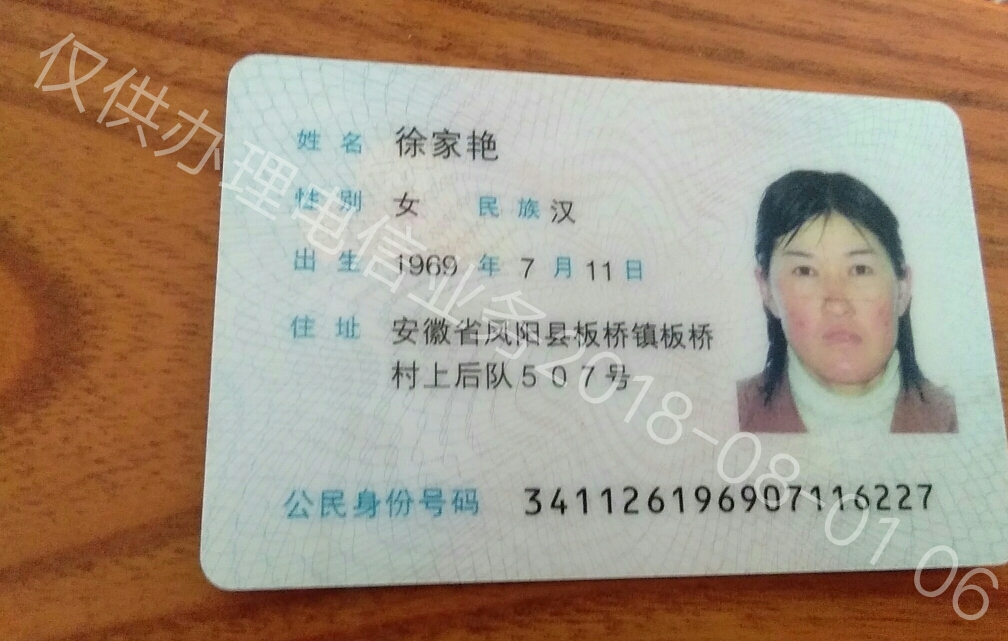 姓名 徐家艳
性别 女 民族 汉
出生 1969 年 7 月 11 日
住址 安徽省凤阳县板桥镇板桥
村上后队507号
公民身份号码 341126196907116227
仅供办理电信业务2018-08-01 06